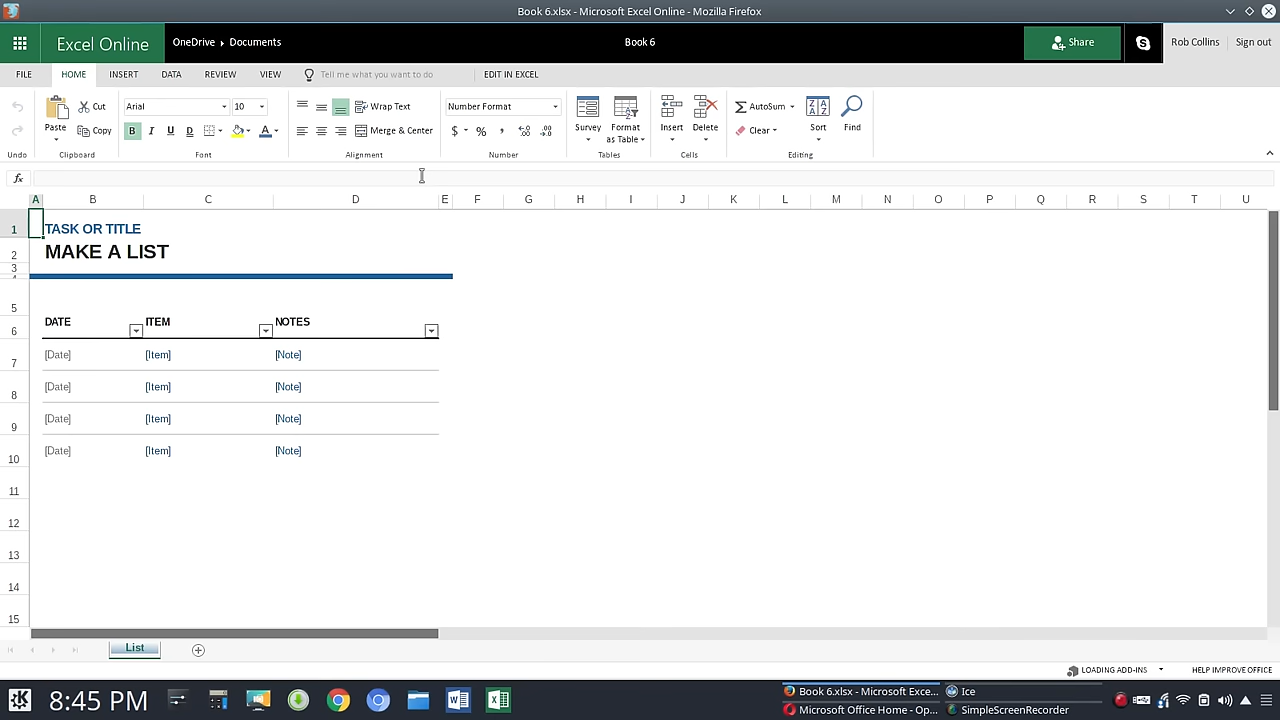 Book 6.xlsx - Microsoft Excel Online - Mozilla Firefox
Excel Online
OneDrive › Documents
Book 6
Share
Rob Collins
Sign out
FILE HOME INSERT DATA REVIEW VIEW Tell me what you want to do EDIT IN EXCEL
Cut Arial 10 Wrap Text Number Format AutoSum
Paste Copy B I U D A Merge & Center $ % , .00 Survey Format as Table Insert Delete Clear Sort Find
Undo Clipboard Font Alignment Number Tables Cells Editing
fx
A B C D E F G H I J K L M N O P Q R S T U
1 TASK OR TITLE
2 MAKE A LIST
3
4
5
6 DATE ITEM NOTES
7 [Date] [Item] [Note]
8 [Date] [Item] [Note]
9 [Date] [Item] [Note]
10 [Date] [Item] [Note]
11
12
13
14
15
List
LOADING ADD-INS HELP IMPROVE OFFICE
8:45 PM
Book 6.xlsx - Microsoft Exce... Ice
Microsoft Office Home - Op... SimpleScreenRecorder